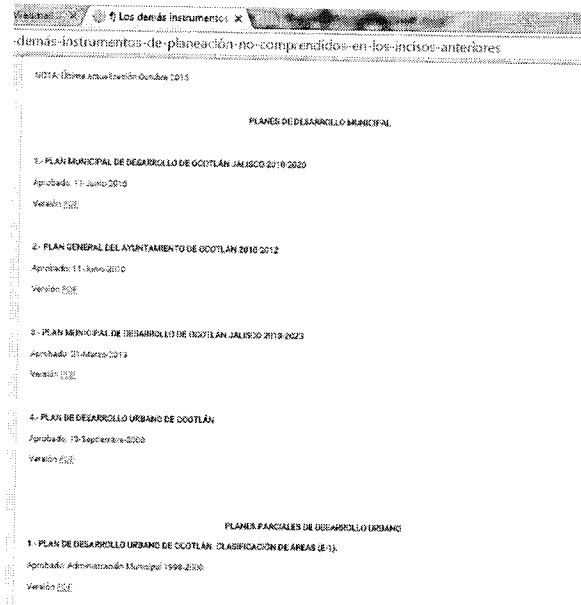 f) Los demás instrumentos
-demás-instrumentos-de-planeación-no-comprendidos-en-los-incisos-anteriores
NOTA: Última actualización Octubre 2015
PLANES DE DESARROLLO MUNICIPAL
1.- PLAN MUNICIPAL DE DESARROLLO DE OCOTLÁN JALISCO 2010-2020
Aprobado: 11-Junio-2010
Versión PDF
2.- PLAN GENERAL DEL AYUNTAMIENTO DE OCOTLÁN 2010-2012
Aprobado: 11-Junio-2010
Versión PDF
3.- PLAN MUNICIPAL DE DESARROLLO DE OCOTLÁN JALISCO 2013-2023
Aprobado: 21-Marzo-2013
Versión PDF
4.- PLAN DE DESARROLLO URBANO DE OCOTLÁN
Aprobado: Septiembre-2008
Versión PDF
PLANES PARCIALES DE DESARROLLO URBANO
1.- PLAN DE DESARROLLO URBANO DE OCOTLÁN. CLASIFICACIÓN DE ÁREAS (E-1).
Aprobado: Administración Municipal 1998-2000
Versión PDF